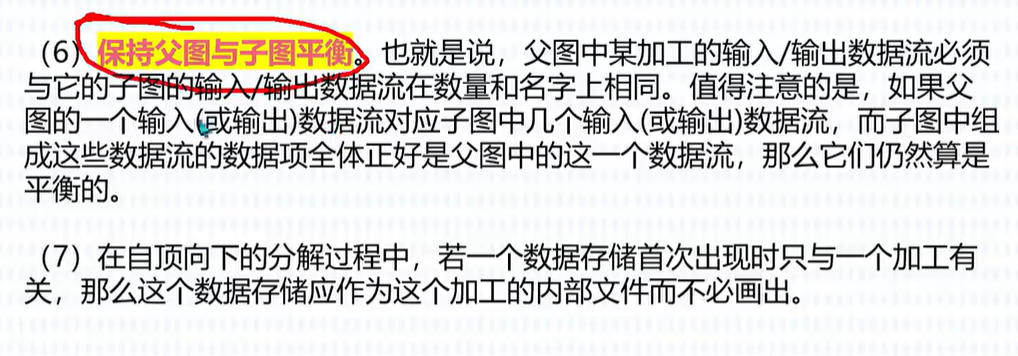 （6）保持父图与子图平衡。也就是说，父图中某加工的输入/输出数据流必须
与它的子图的输入/输出数据流在数量和名字上相同。值得注意的是，如果父
图的一个输入(或输出)数据流对应子图中几个输入(或输出)数据流，而子图中组
成这些数据流的数据项全体正好是父图中的这一个数据流，那么它们仍然算是
平衡的。
（7）在自顶向下的分解过程中，若一个数据存储首次出现时只与一个加工有
关，那么这个数据存储应作为这个加工的内部文件而不必画出。